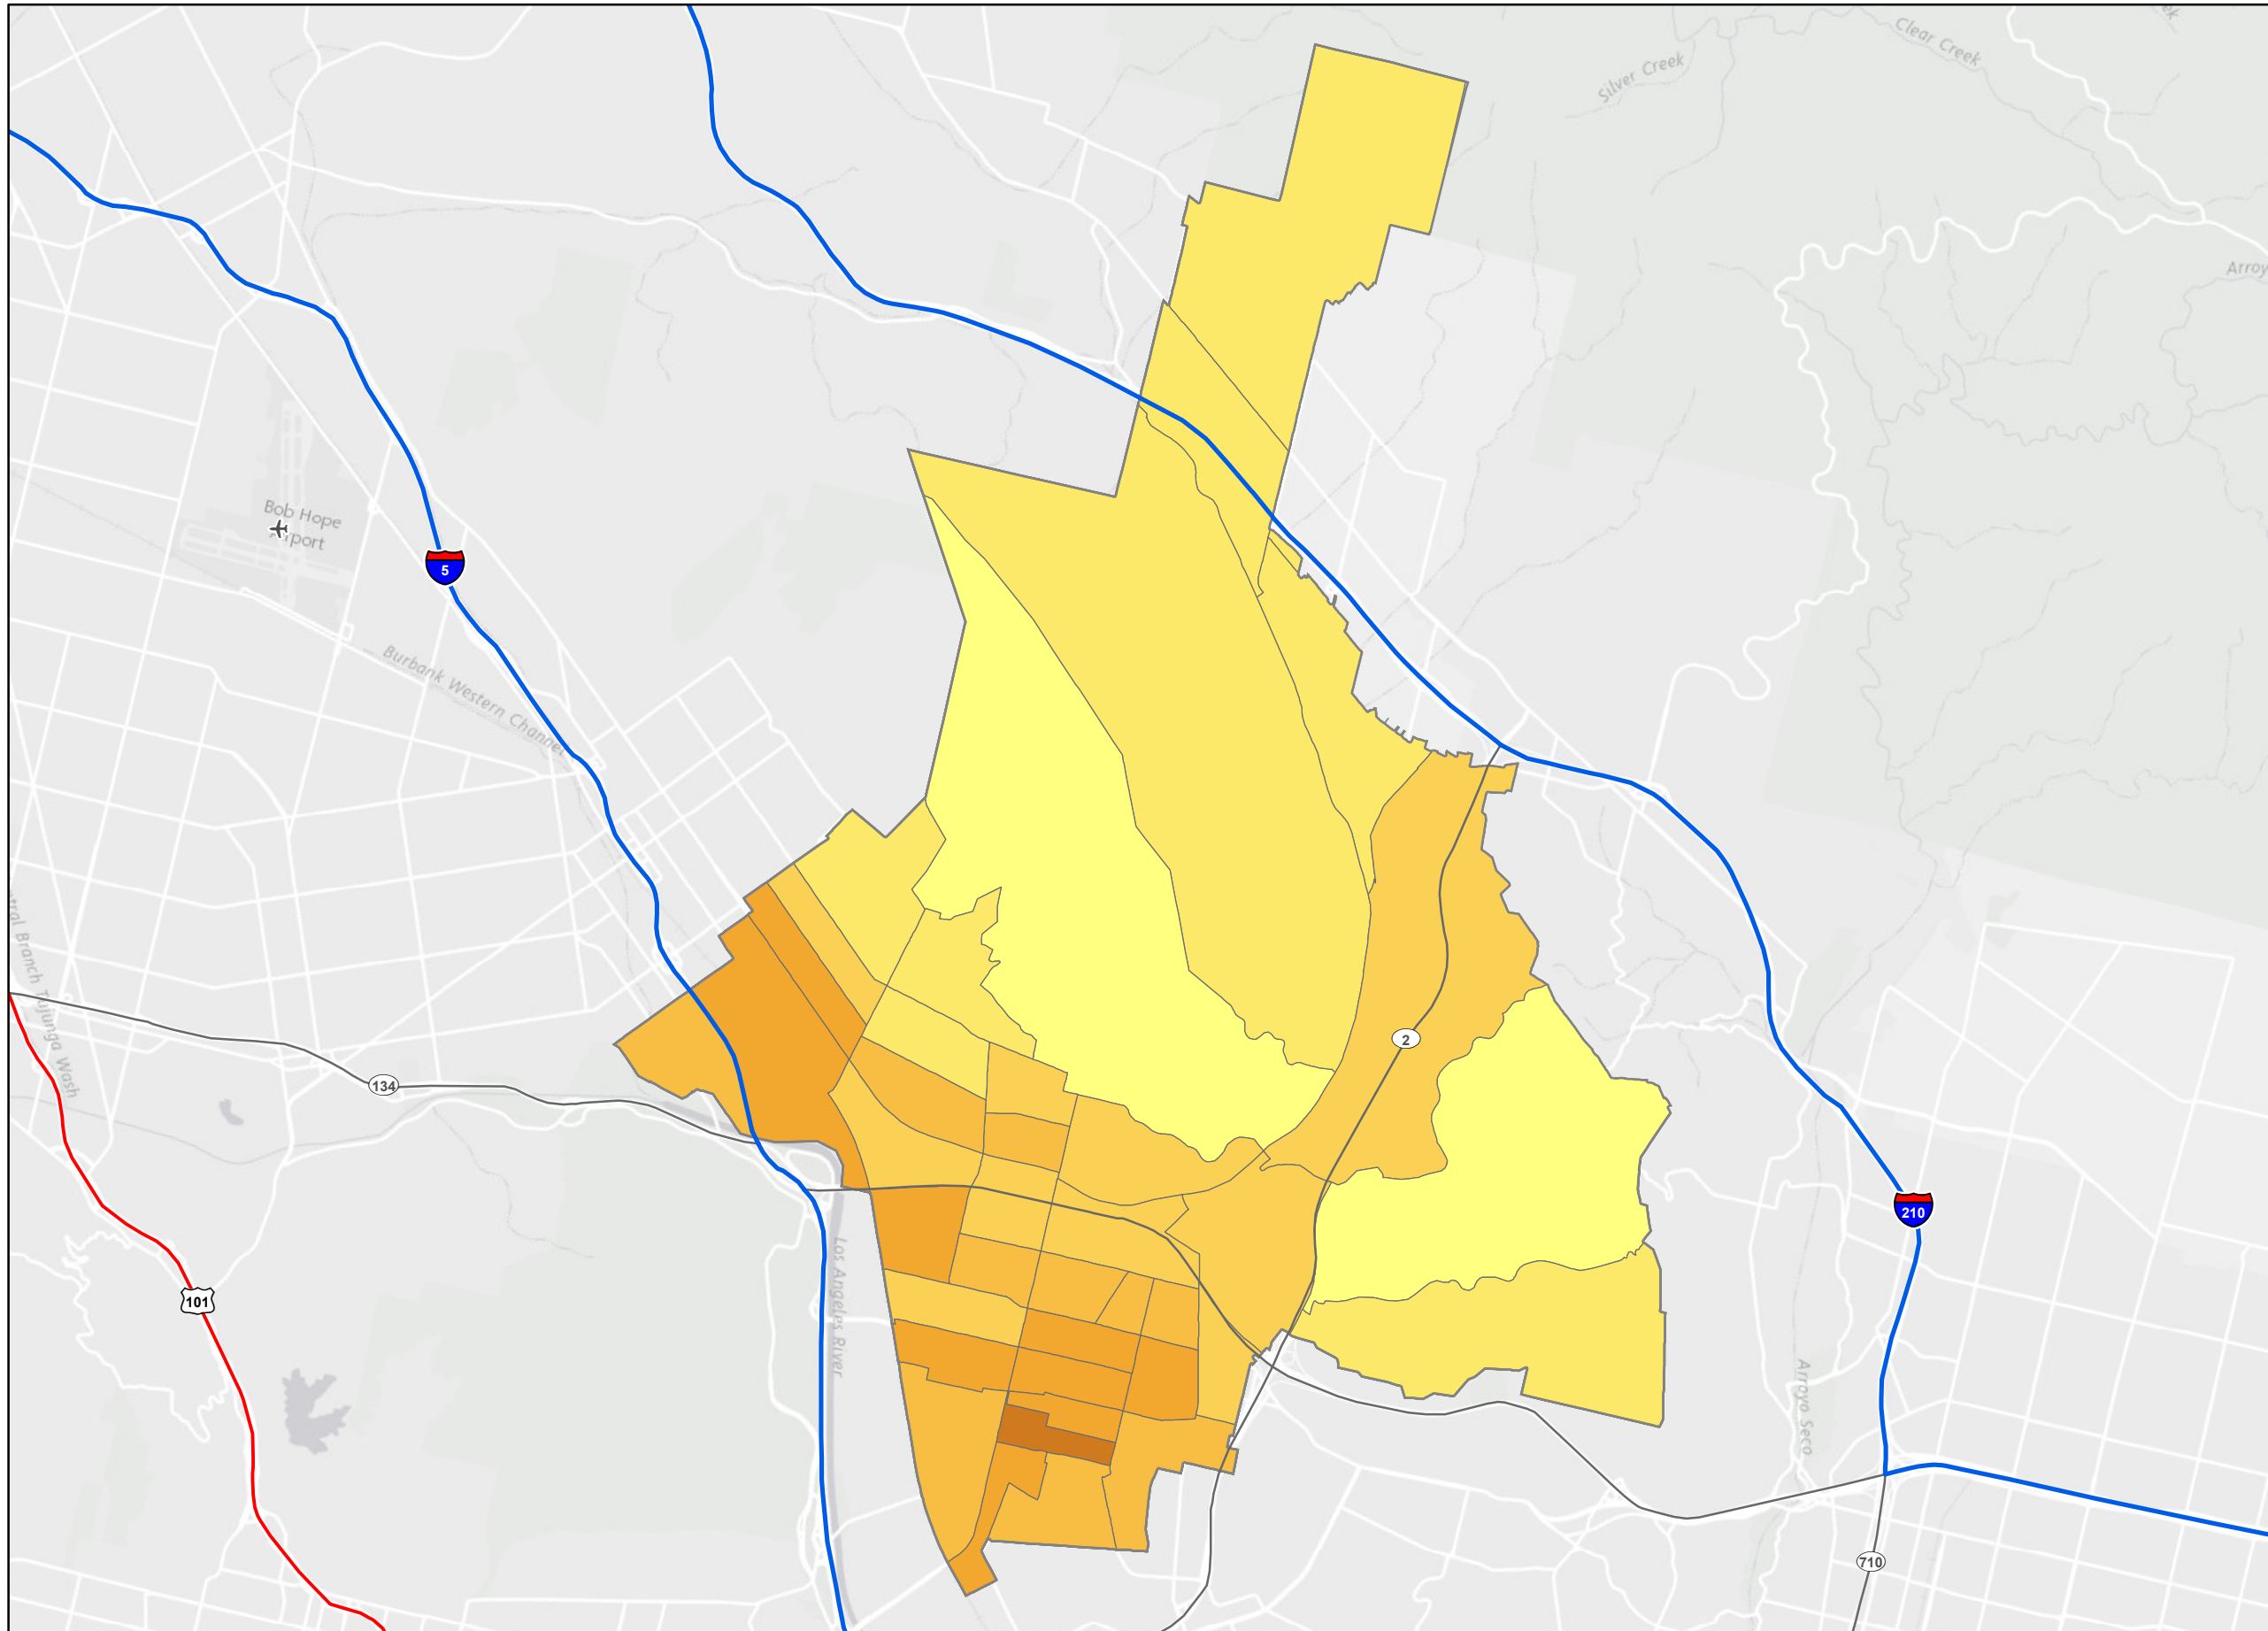 Clear Creek
Silver Creek
Arroy
Bob Hope
Airport
5
Burbank Western Channel
tral Branch Tujunga Wash
134
2
101
210
Los Angeles River
Arroyo Seco
710